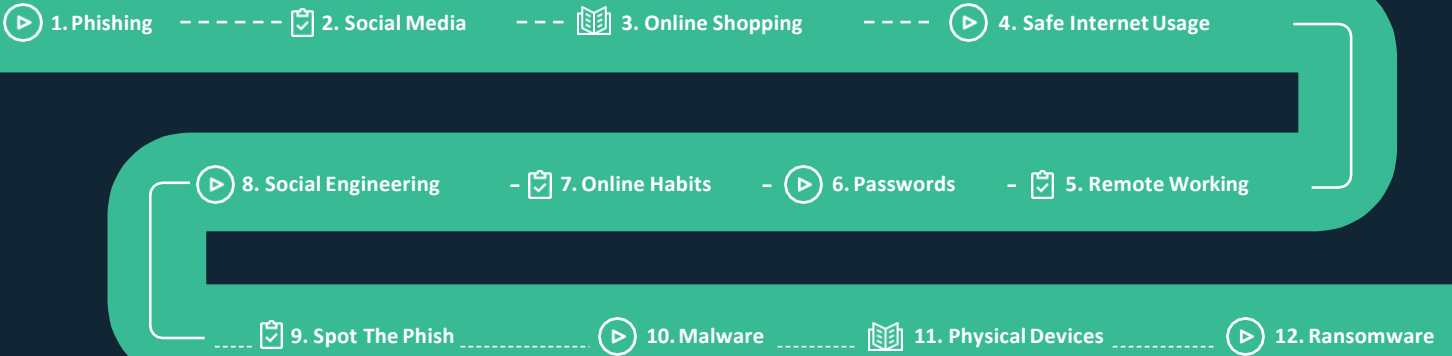 1. Phishing
2. Social Media
3. Online Shopping
4. Safe Internet Usage
5. Remote Working
6. Passwords
7. Online Habits
8. Social Engineering
9. Spot The Phish
10. Malware
11. Physical Devices
12. Ransomware